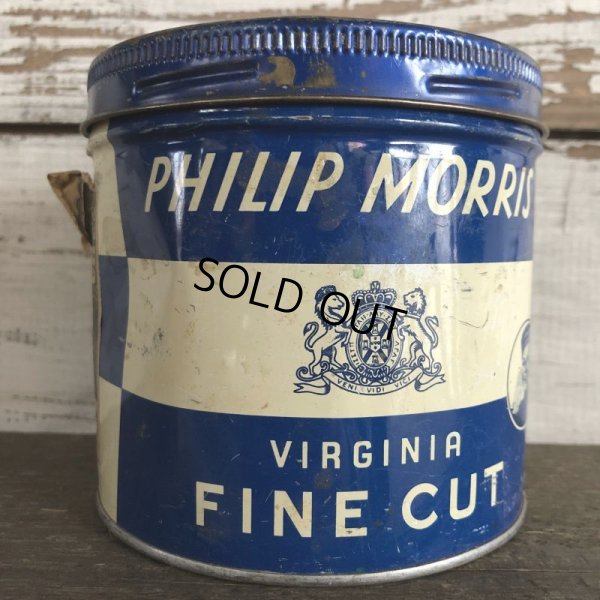 PHILIP MORRIS
SOLD OUT
VENI VIDI VICI
VIRGINIA
FINE CUT